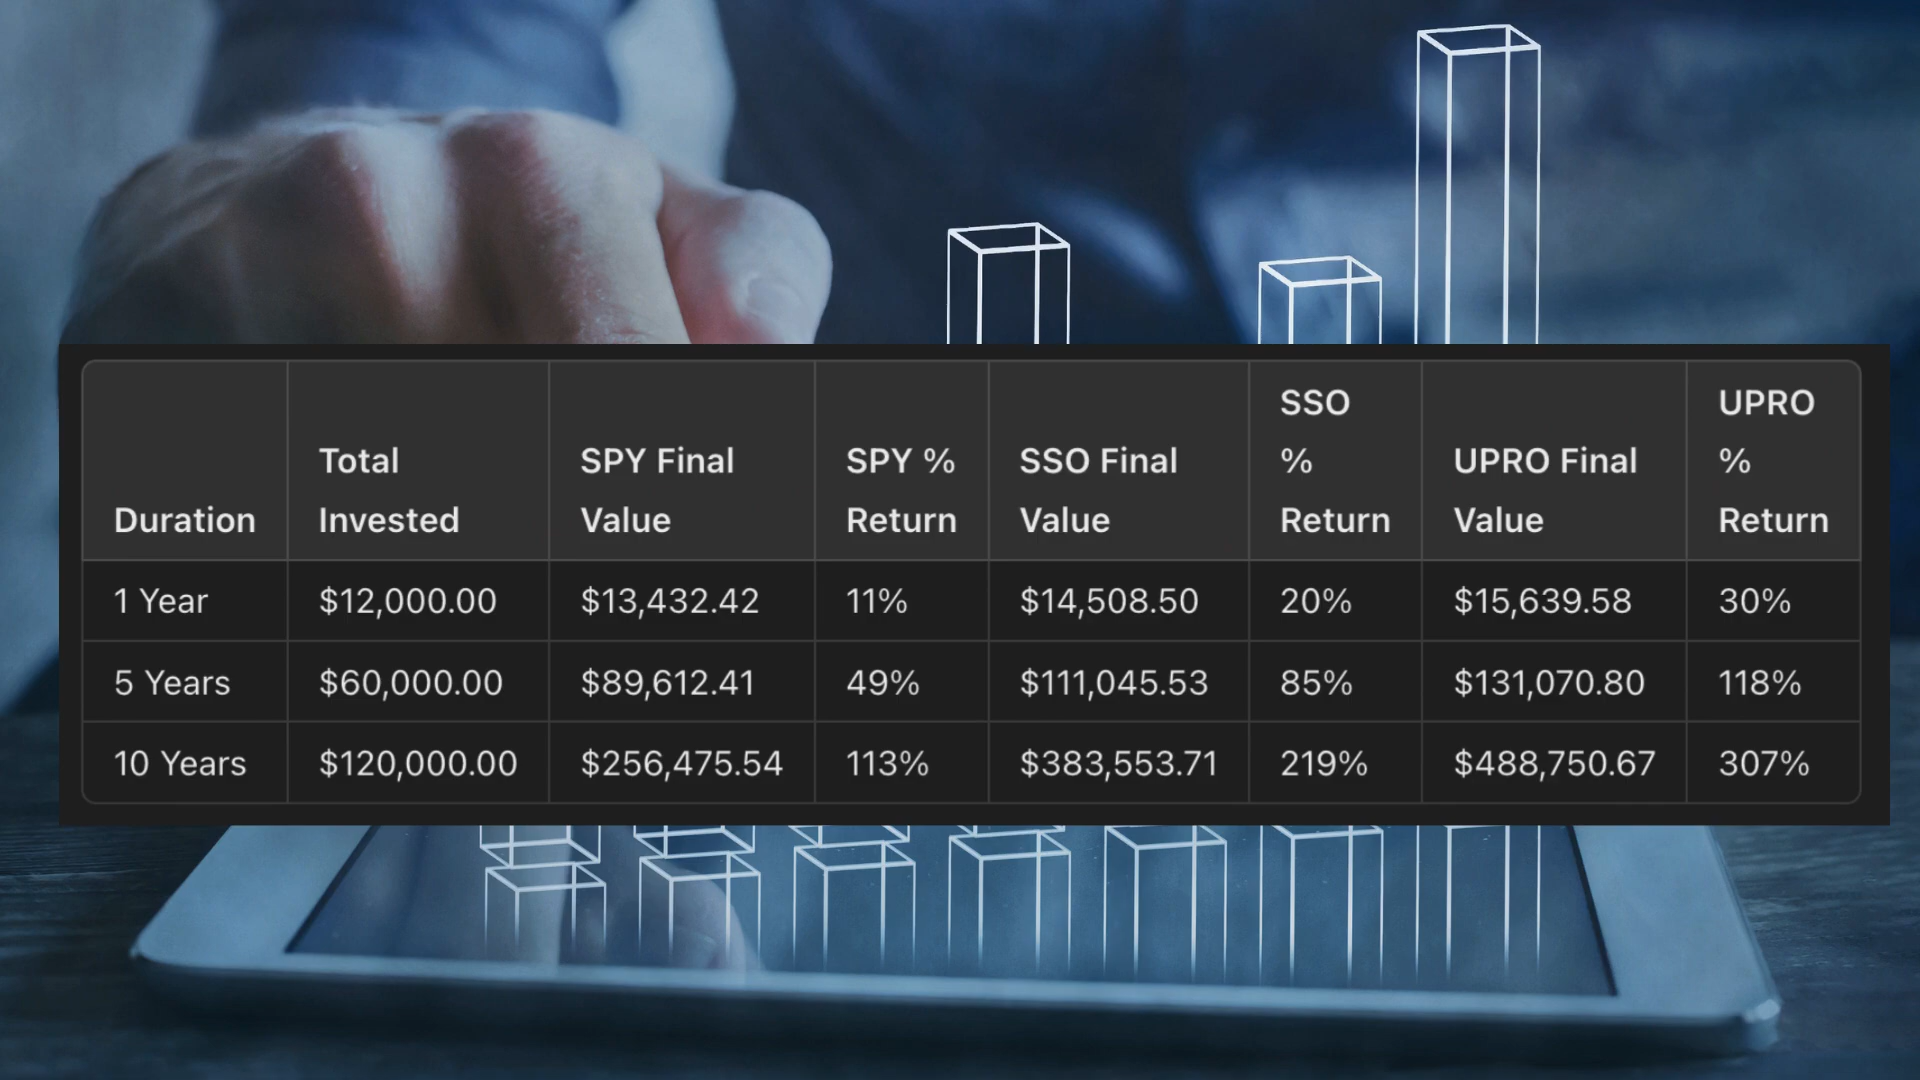 Duration Total Invested SPY Final Value SPY % Return SSO Final Value SSO % Return UPRO Final Value UPRO % Return
1 Year $12,000.00 $13,432.42 11% $14,508.50 20% $15,639.58 30%
5 Years $60,000.00 $89,612.41 49% $111,045.53 85% $131,070.80 118%
10 Years $120,000.00 $256,475.54 113% $383,553.71 219% $488,750.67 307%